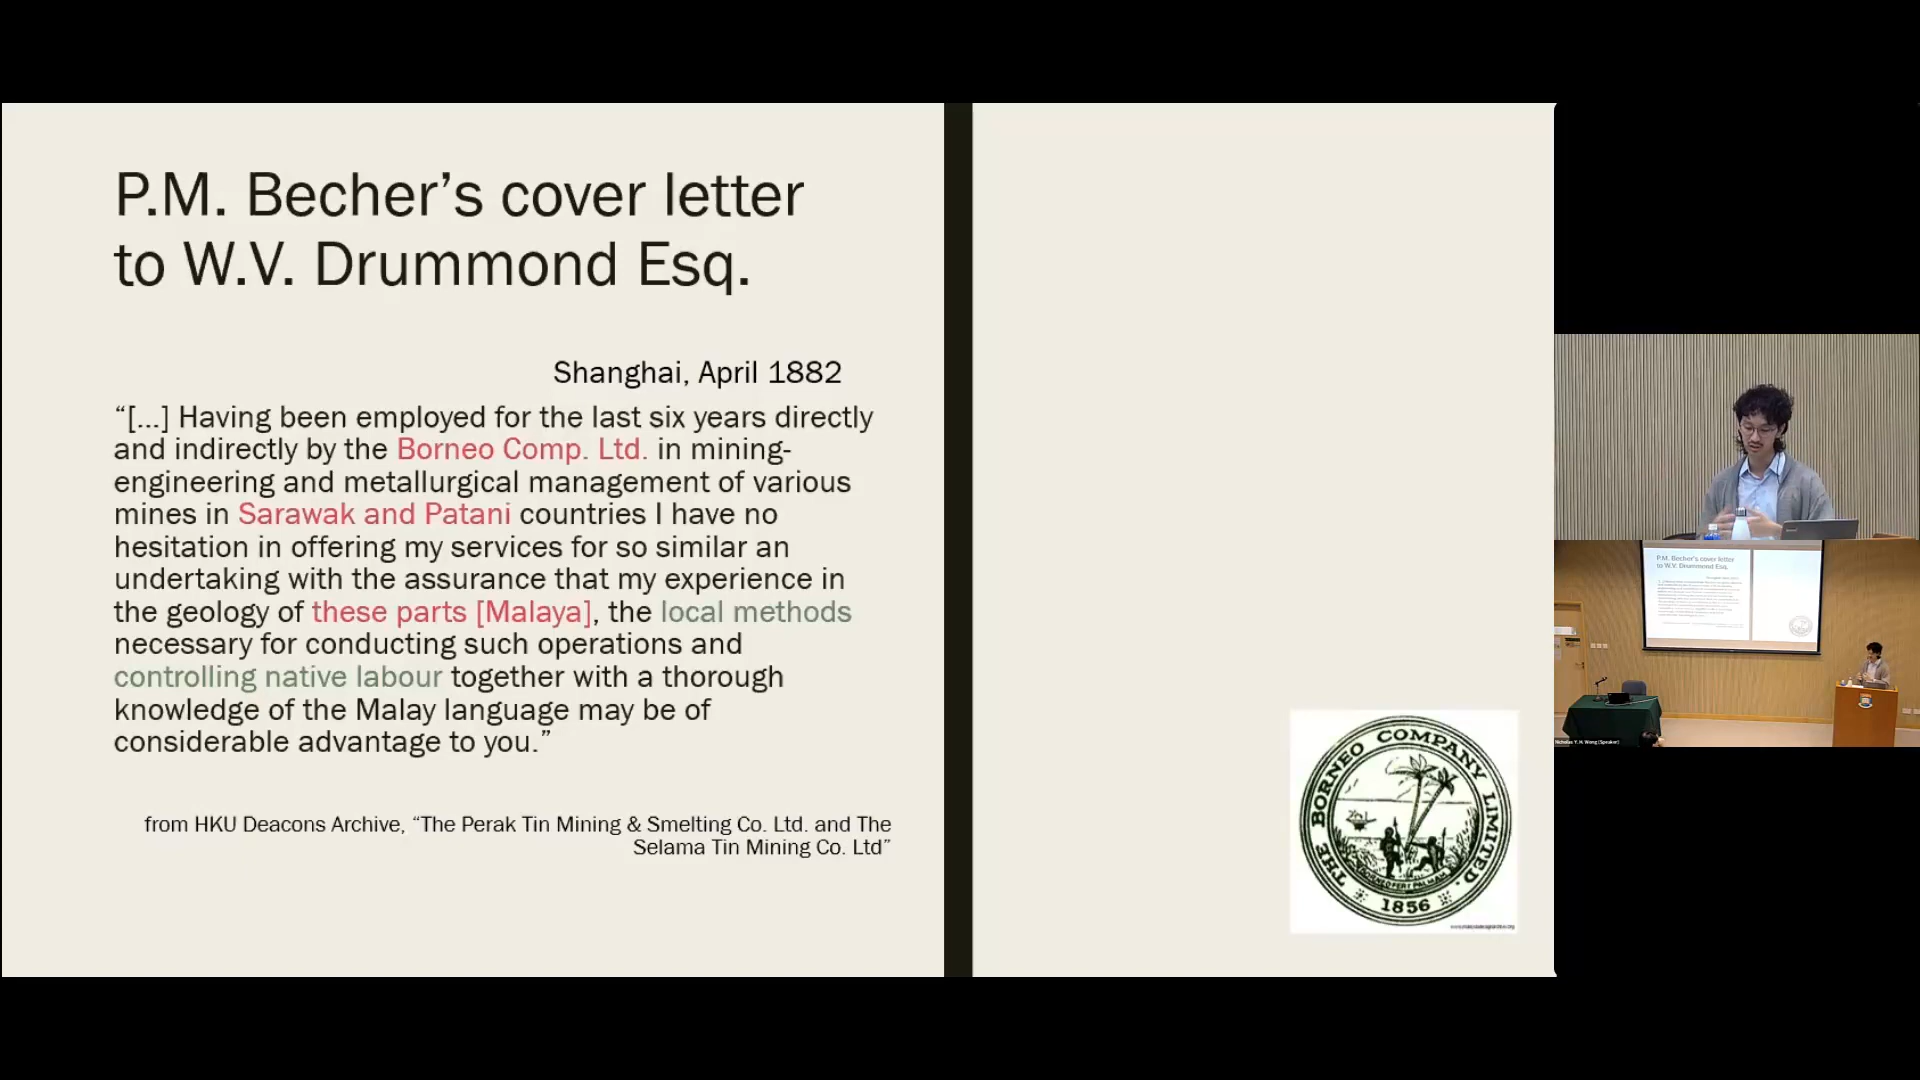 P.M. Becher’s cover letter
to W.V. Drummond Esq.
Shanghai, April 1882
“[...] Having been employed for the last six years directly
and indirectly by the Borneo Comp. Ltd. in mining-
engineering and metallurgical management of various
mines in Sarawak and Patani countries I have no
hesitation in offering my services for so similar an
undertaking with the assurance that my experience in
the geology of these parts [Malaya], the local methods
necessary for conducting such operations and
controlling native labour together with a thorough
knowledge of the Malay language may be of
considerable advantage to you.”
from HKU Deacons Archive, “The Perak Tin Mining & Smelting Co. Ltd. and The
Selama Tin Mining Co. Ltd”
THE BORNEO COMPANY LIMITED.
1856
P.M. Becher's cover letter
to W.V. Drummond Esq.